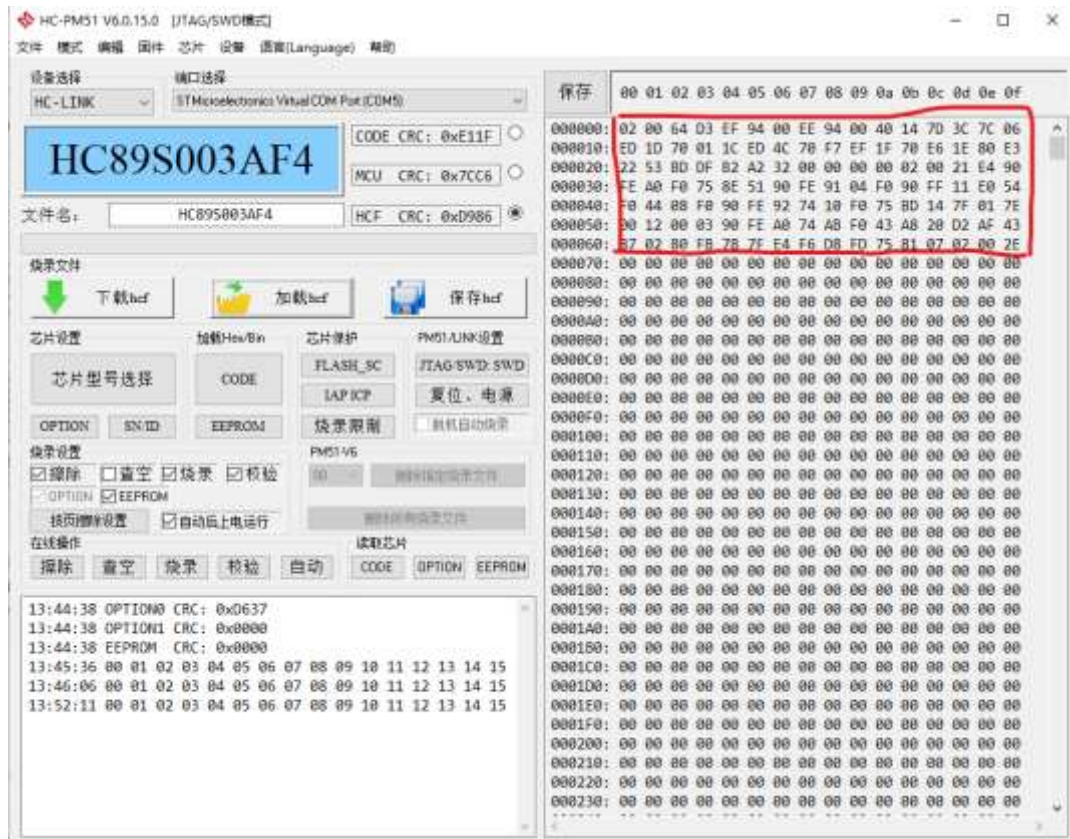 HC-PM51 V6.0.15.0 [JTAG/SWD模式]
文件 模式 编辑 固件 芯片 设备 语言(Language) 帮助
设备选择 端口选择
HC-LINK STMicroelectronics Virtual COM Port (COM5)
HC89S003AF4
CODE CRC: 0xE11F
MCU CRC: 0x7CC6
文件名: HC89S003AF4 HCF CRC: 0xD986
烧录文件
下载hcf 加载hcf 保存hcf
芯片设置 加载Hex/Bin 芯片保护 PM51/LINK设置
芯片型号选择 CODE FLASH_SC JTAG/SWD: SWD
IAP ICP 复位、电源
OPTION SN/ID EEPROM 烧录限制 脱机自动烧录
烧录设置 PM51-V6
擦除 查空 烧录 校验 00 删除指定烧录文件
OPTION EEPROM
按页擦除设置 自动后上电运行 删除所有烧录文件
在线操作 读取芯片
擦除 查空 烧录 校验 自动 CODE OPTION EEPROM
13:44:38 OPTION0 CRC: 0xD637
13:44:38 OPTION1 CRC: 0x0000
13:44:38 EEPROM CRC: 0x0000
13:45:36 00 01 02 03 04 05 06 07 08 09 10 11 12 13 14 15
13:46:06 00 01 02 03 04 05 06 07 08 09 10 11 12 13 14 15
13:52:11 00 01 02 03 04 05 06 07 08 09 10 11 12 13 14 15
保存 00 01 02 03 04 05 06 07 08 09 0a 0b 0c 0d 0e 0f
000000: 02 00 64 D3 EF 94 00 EE 94 00 40 14 7D 3C 7C 06
000010: ED 1D 70 01 1C ED 4C 70 F7 EF 1F 70 E6 1E 80 E3
000020: 22 53 BD DF B2 A2 32 00 00 00 00 02 00 21 E4 90
000030: FE A0 F0 75 8E 51 90 FE 91 04 F0 90 FF 11 E0 54
000040: F0 44 08 F0 90 FE 92 74 10 F0 75 BD 14 7F 01 7E
000050: 00 12 00 03 90 FE A0 74 A8 F0 43 A8 20 D2 AF 43
000060: 87 02 80 FB 78 7F E4 F6 D8 FD 75 81 07 02 00 2E
000070: 00 00 00 00 00 00 00 00 00 00 00 00 00 00 00 00
000080: 00 00 00 00 00 00 00 00 00 00 00 00 00 00 00 00
000090: 00 00 00 00 00 00 00 00 00 00 00 00 00 00 00 00
0000A0: 00 00 00 00 00 00 00 00 00 00 00 00 00 00 00 00
0000B0: 00 00 00 00 00 00 00 00 00 00 00 00 00 00 00 00
0000C0: 00 00 00 00 00 00 00 00 00 00 00 00 00 00 00 00
0000D0: 00 00 00 00 00 00 00 00 00 00 00 00 00 00 00 00
0000E0: 00 00 00 00 00 00 00 00 00 00 00 00 00 00 00 00
0000F0: 00 00 00 00 00 00 00 00 00 00 00 00 00 00 00 00
000100: 00 00 00 00 00 00 00 00 00 00 00 00 00 00 00 00
000110: 00 00 00 00 00 00 00 00 00 00 00 00 00 00 00 00
000120: 00 00 00 00 00 00 00 00 00 00 00 00 00 00 00 00
000130: 00 00 00 00 00 00 00 00 00 00 00 00 00 00 00 00
000140: 00 00 00 00 00 00 00 00 00 00 00 00 00 00 00 00
000150: 00 00 00 00 00 00 00 00 00 00 00 00 00 00 00 00
000160: 00 00 00 00 00 00 00 00 00 00 00 00 00 00 00 00
000170: 00 00 00 00 00 00 00 00 00 00 00 00 00 00 00 00
000180: 00 00 00 00 00 00 00 00 00 00 00 00 00 00 00 00
000190: 00 00 00 00 00 00 00 00 00 00 00 00 00 00 00 00
0001A0: 00 00 00 00 00 00 00 00 00 00 00 00 00 00 00 00
0001B0: 00 00 00 00 00 00 00 00 00 00 00 00 00 00 00 00
0001C0: 00 00 00 00 00 00 00 00 00 00 00 00 00 00 00 00
0001D0: 00 00 00 00 00 00 00 00 00 00 00 00 00 00 00 00
0001E0: 00 00 00 00 00 00 00 00 00 00 00 00 00 00 00 00
0001F0: 00 00 00 00 00 00 00 00 00 00 00 00 00 00 00 00
000200: 00 00 00 00 00 00 00 00 00 00 00 00 00 00 00 00
000210: 00 00 00 00 00 00 00 00 00 00 00 00 00 00 00 00
000220: 00 00 00 00 00 00 00 00 00 00 00 00 00 00 00 00
000230: 00 00 00 00 00 00 00 00 00 00 00 00 00 00 00 00